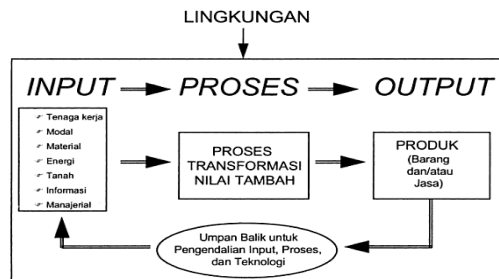 LINGKUNGAN
INPUT PROSES OUTPUT
Tenaga kerja
Modal
Material
Energi
Tanah
Informasi
Manajerial
PROSES
TRANSFORMASI
NILAI TAMBAH
PRODUK
(Barang
dan/atau
Jasa)
Umpan Balik untuk
Pengendalian Input, Proses,
dan Teknologi